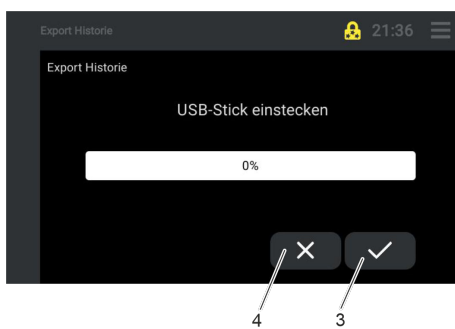 Export Historie
21:36
Export Historie
USB-Stick einstecken
0%
4
3